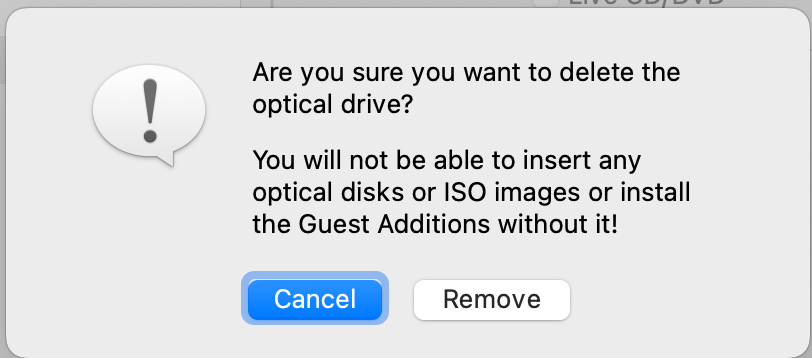 Live CD/DVD
Are you sure you want to delete the
optical drive?
You will not be able to insert any
optical disks or ISO images or install
the Guest Additions without it!
Cancel
Remove